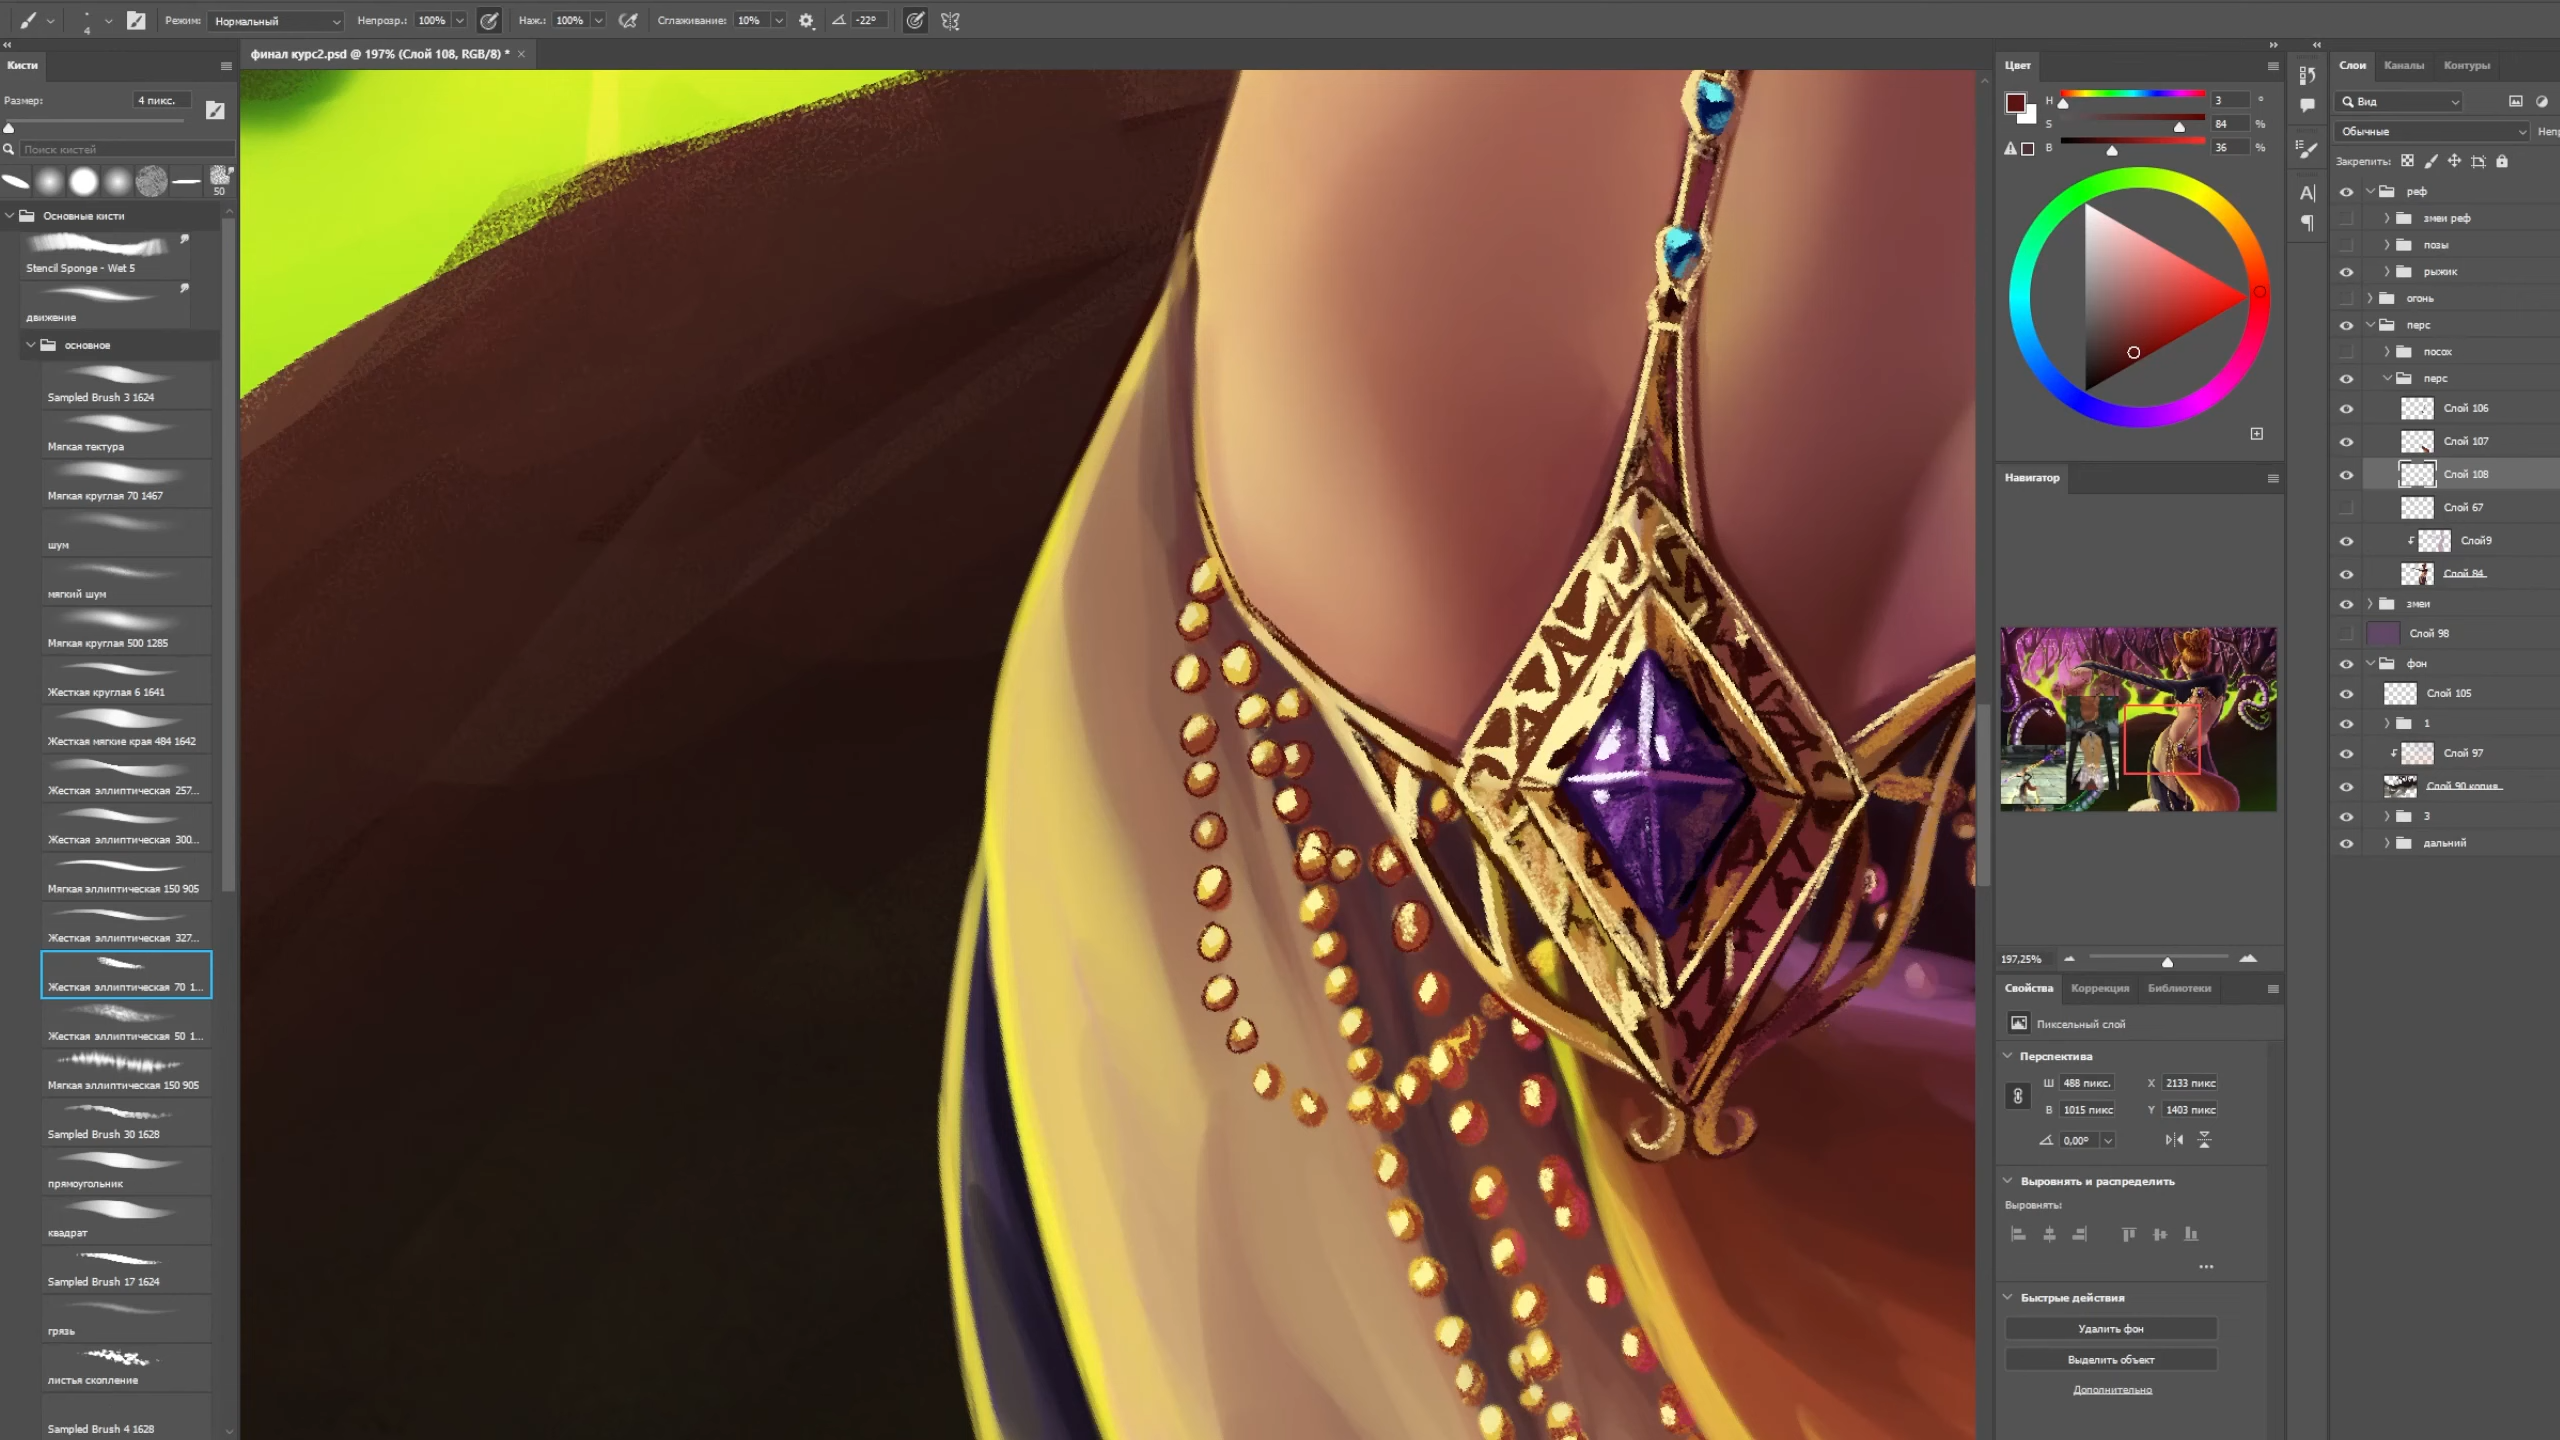 4
Режим: Нормальный Непрозр.: 100% Наж.: 100% Сглаживание: 10% -22°
финал курс2.psd @ 197% (Слой 108, RGB/8) * ×
Кисти
Размер: 4 пикс.
Поиск кистей
50
Основные кисти
Stencil Sponge - Wet 5
движение
основное
Sampled Brush 3 1624
Мягкая тектура
Мягкая круглая 70 1467
шум
мягкий шум
Мягкая круглая 500 1285
Жесткая круглая 6 1641
Жесткая мягкие края 484 1642
Жесткая эллиптическая 257...
Жесткая эллиптическая 300...
Мягкая эллиптическая 150 905
Жесткая эллиптическая 327...
Жесткая эллиптическая 70 1...
Жесткая эллиптическая 50 1...
Мягкая эллиптическая 150 905
Sampled Brush 30 1628
прямоугольник
квадрат
Sampled Brush 17 1624
грязь
листья скопление
Sampled Brush 4 1628
Цвет
H 3 °
S 84 %
B 36 %
Навигатор
197,25%
Свойства Коррекция Библиотеки
Пиксельный слой
Перспектива
Ш 488 пикс. X 2133 пикс
В 1015 пикс Y 1403 пикс
0,00°
Выровнять и распределить
Выровнять:
...
Быстрые действия
Удалить фон
Выделить объект
Дополнительно
Слои Каналы Контуры
Вид
Обычные Непр
Закрепить:
реф
змеи реф
позы
рыжик
огонь
перс
посох
перс
Слой 106
Слой 107
Слой 108
Слой 67
Слой9
Слой 84
змеи
Слой 98
фон
Слой 105
1
Слой 97
Слой 90 копия
3
дальний